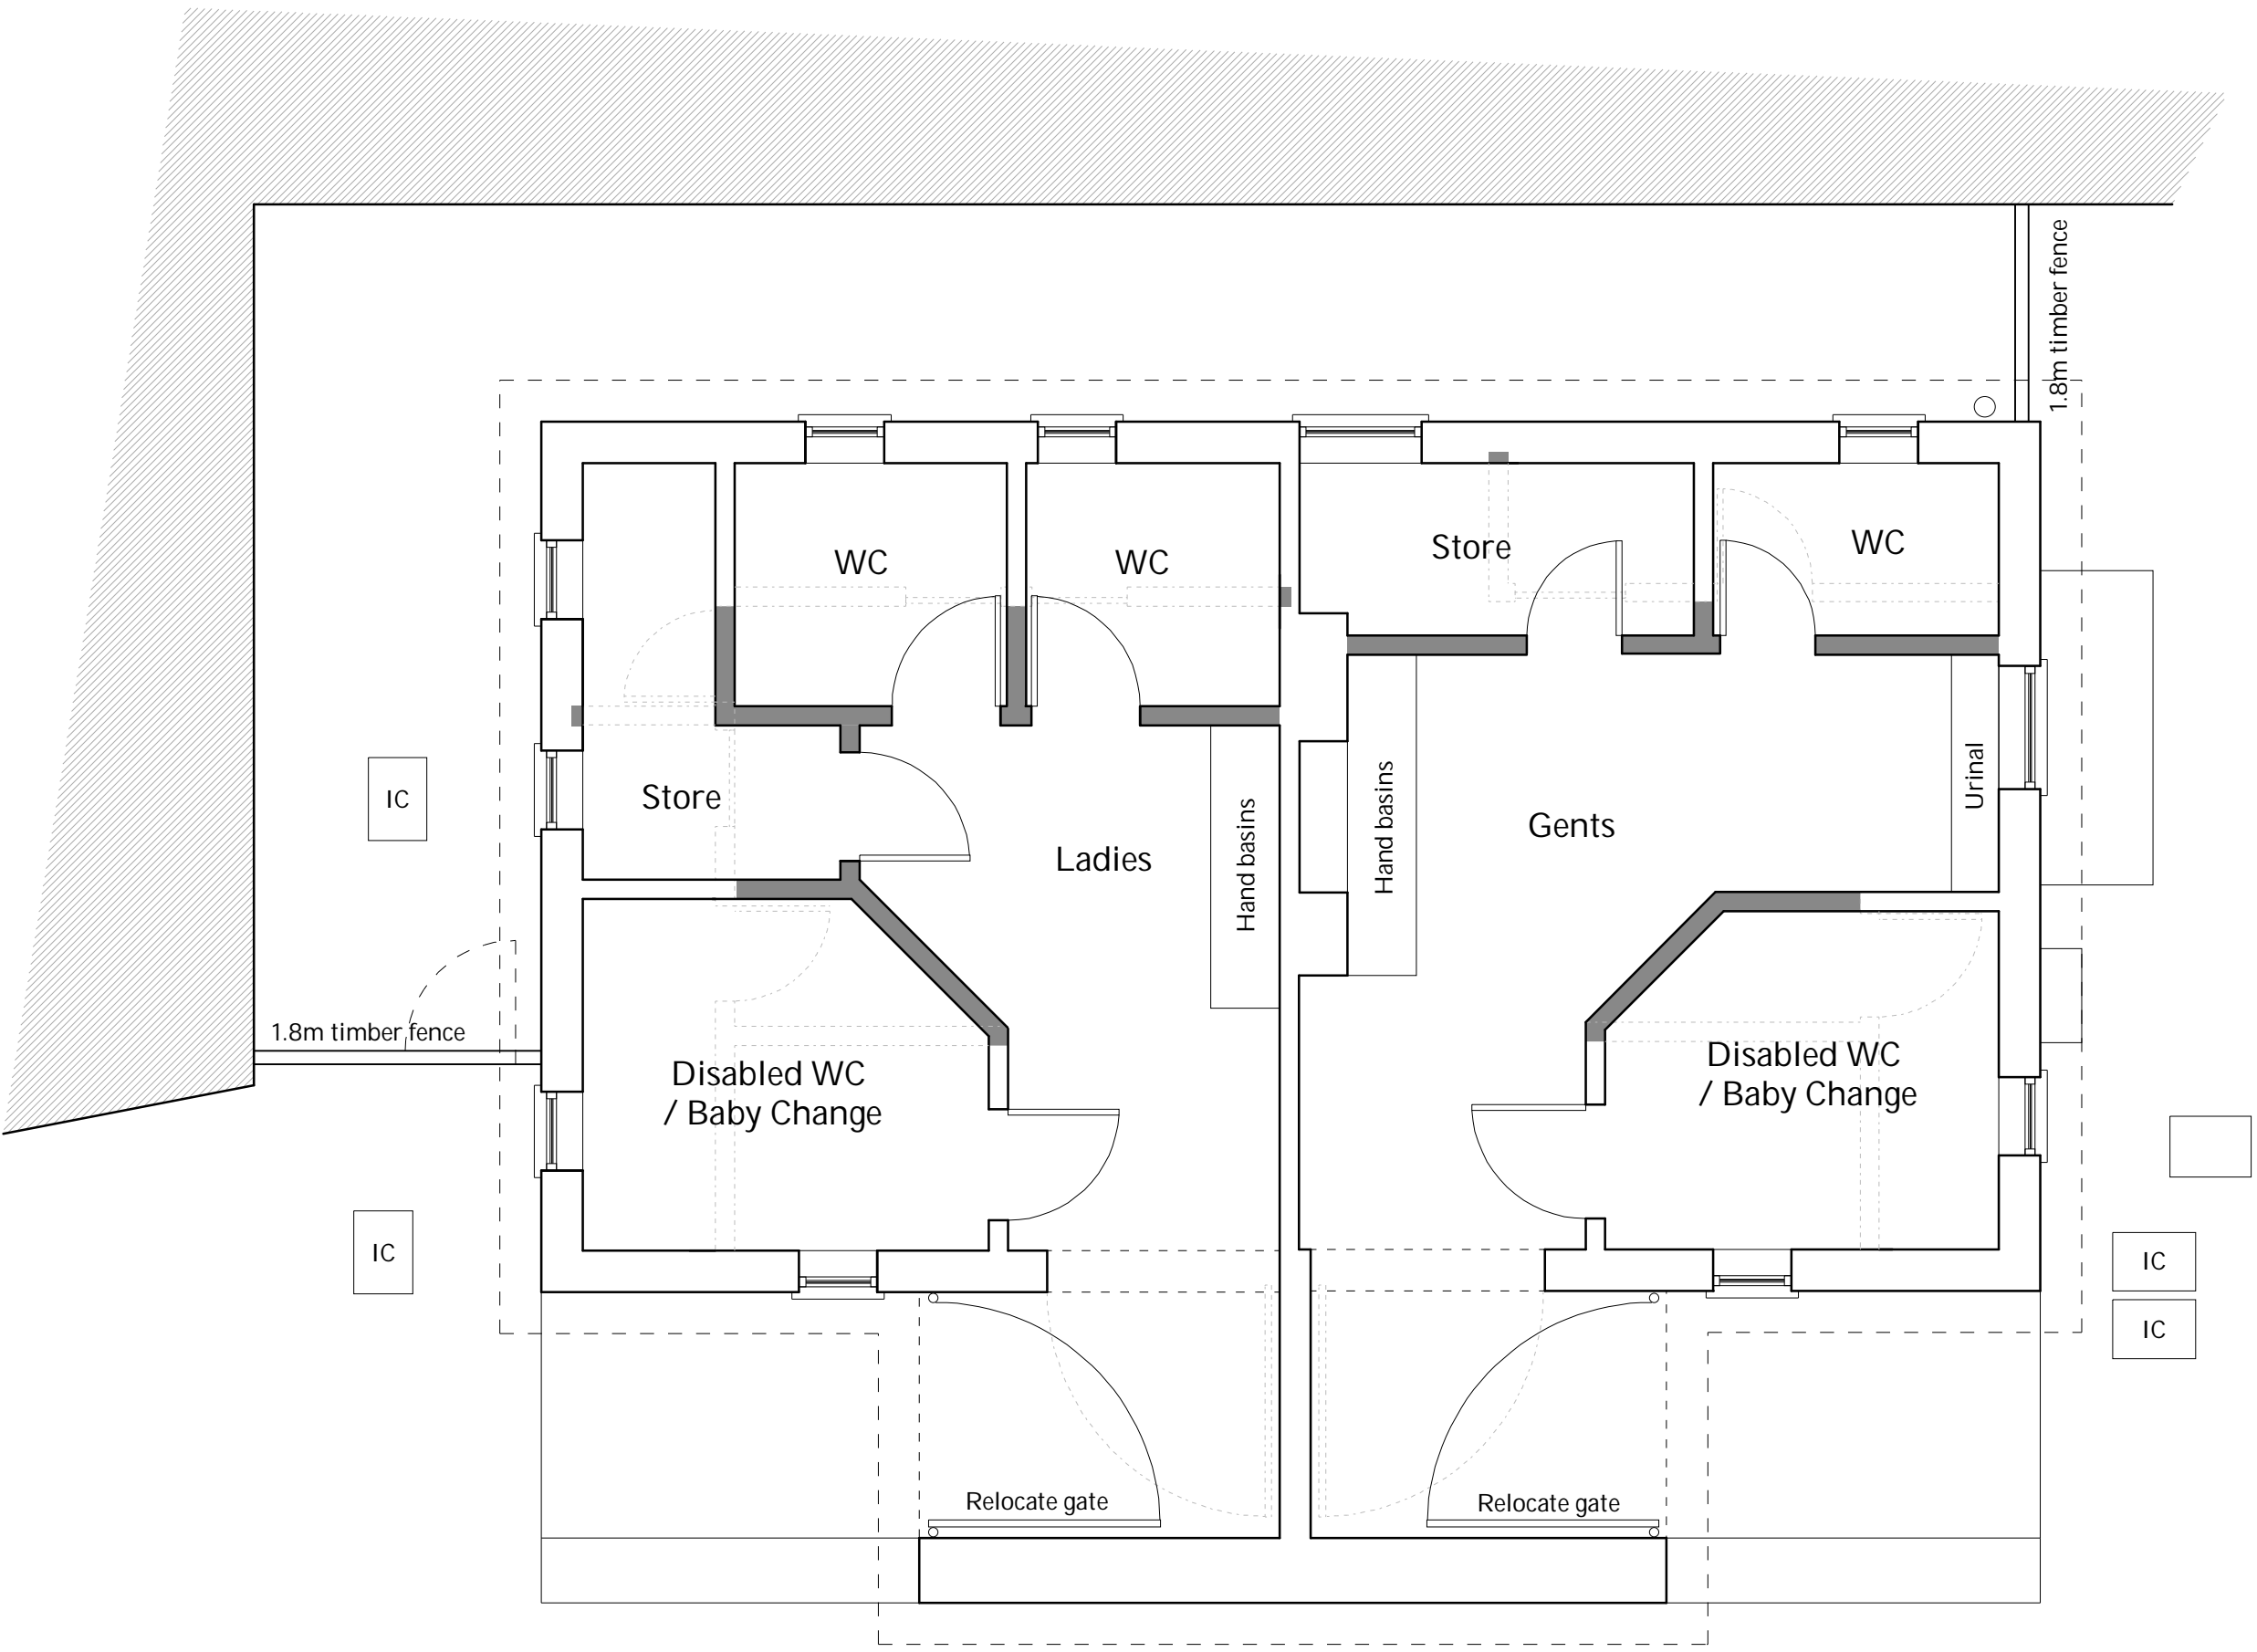 1.8m timber fence
WC
WC
Store
WC
IC
Store
Ladies
Hand basins
Hand basins
Gents
Urinal
1.8m timber fence
Disabled WC
/ Baby Change
Disabled WC
/ Baby Change
IC
IC
IC
Relocate gate
Relocate gate